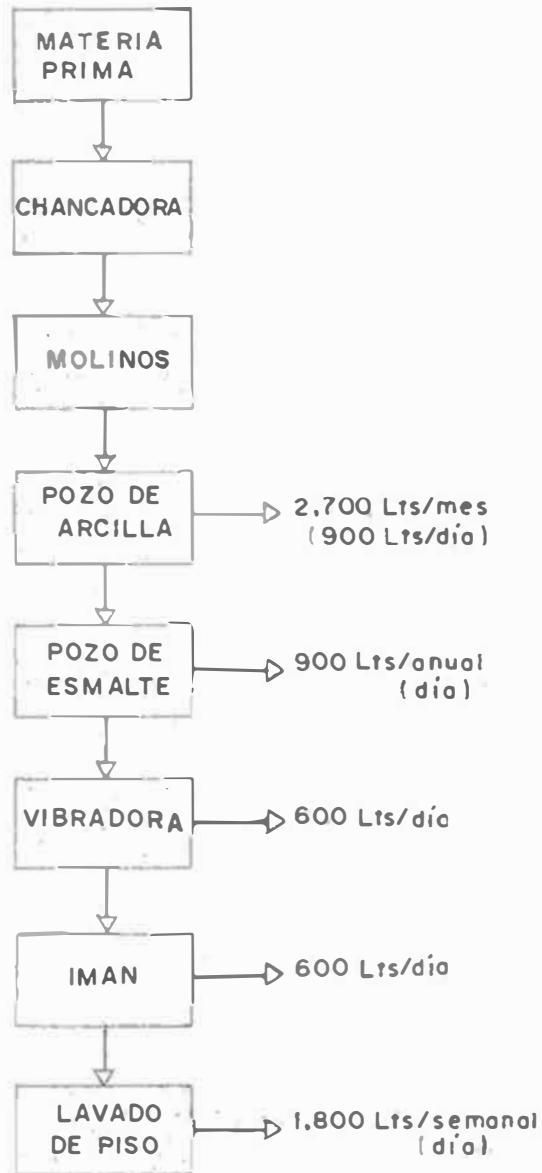 MATERIA
PRIMA
CHANCADORA
MOLINOS
POZO DE
ARCILLA
2,700 Lts/mes
(900 Lts/día)
POZO DE
ESMALTE
900 Lts/anual
(día)
VIBRADORA
600 Lts/día
IMAN
600 Lts/día
LAVADO
DE PISO
1,800 Lts/semanal
(día)